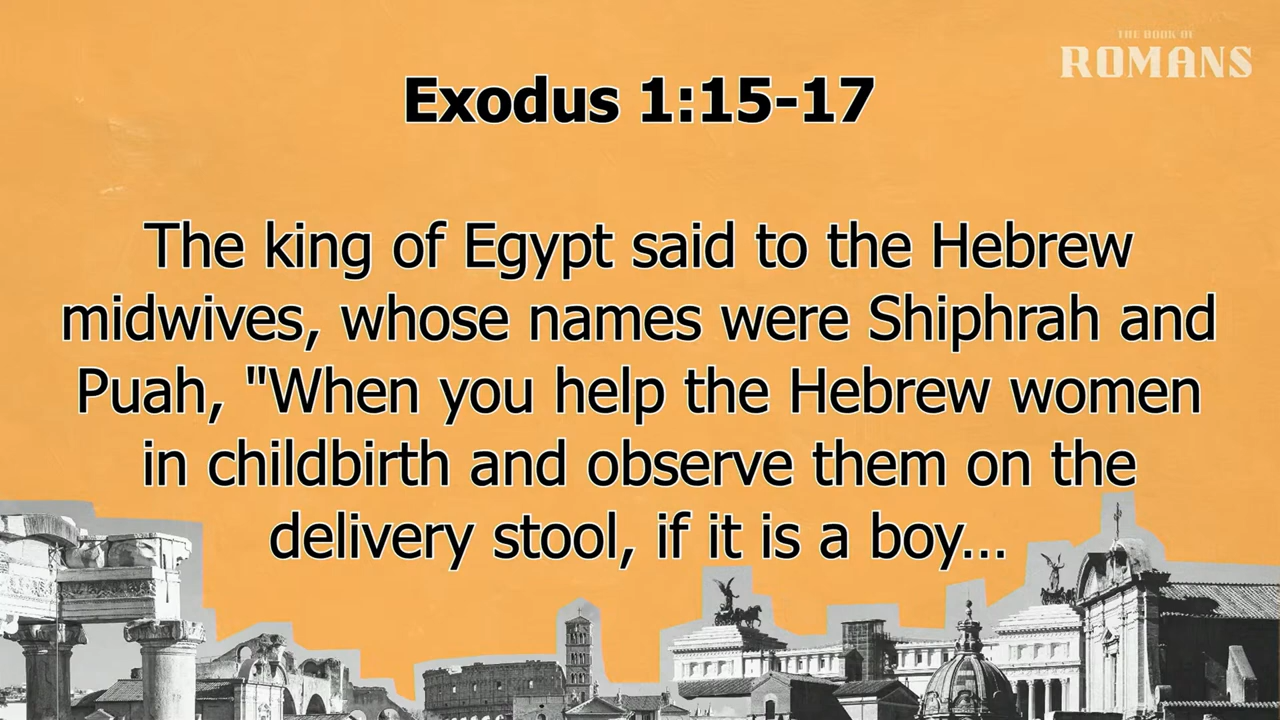 THE BOOK OF
ROMANS
Exodus 1:15-17
The king of Egypt said to the Hebrew
midwives, whose names were Shiphrah and
Puah, "When you help the Hebrew women
in childbirth and observe them on the
delivery stool, if it is a boy...